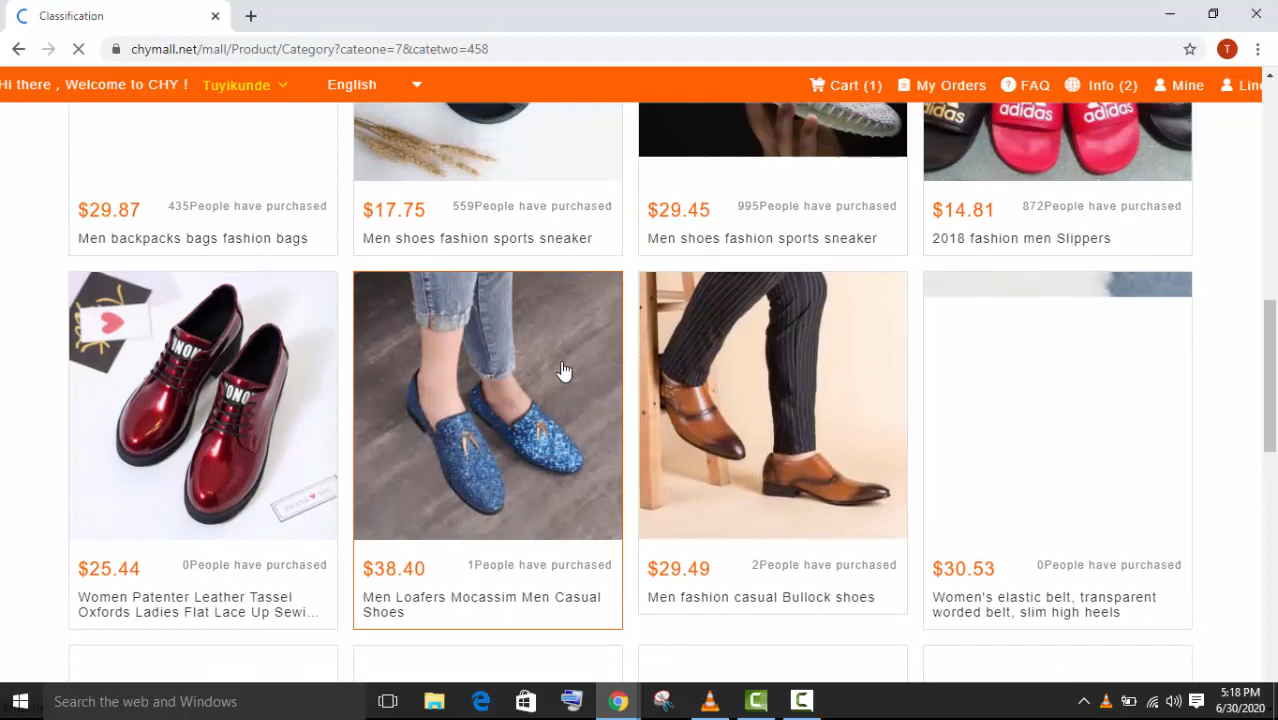 Classification
chymall.net/mall/Product/Category?cateone=7&catetwo=458
T
Hi there , Welcome to CHY ! Tuyikunde English Cart (1) My Orders FAQ Info (2) Mine
adidas adidas adidas
$29.87 435People have purchased
Men backpacks bags fashion bags
$17.75 559People have purchased
Men shoes fashion sports sneaker
$29.45 995People have purchased
Men shoes fashion sports sneaker
$14.81 872People have purchased
2018 fashion men Slippers
$25.44 0People have purchased
Women Patenter Leather Tassel
Oxfords Ladies Flat Lace Up Sewi...
$38.40 1People have purchased
Men Loafers Mocassim Men Casual
Shoes
$29.49 2People have purchased
Men fashion casual Bullock shoes
$30.53 0People have purchased
Women's elastic belt, transparent
worded belt, slim high heels
Search the web and Windows
5:18 PM
6/30/2020